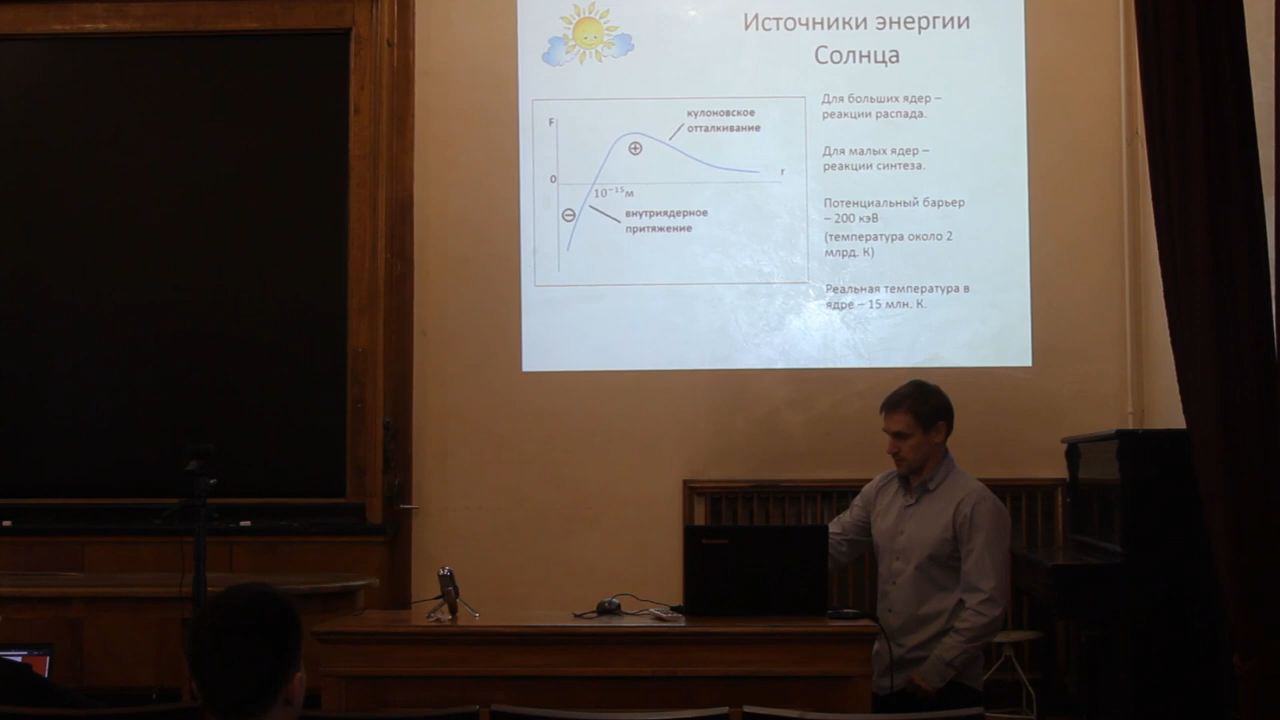 Источники энергии
Солнца
F
кулоновское
отталкивание
0
r
10⁻¹⁵м
внутриядерное
притяжение
Для больших ядер –
реакции распада.
Для малых ядер –
реакции синтеза.
Потенциальный барьер
– 200 кэВ
(температура около 2
млрд. К)
Реальная температура в
ядре – 15 млн. К.